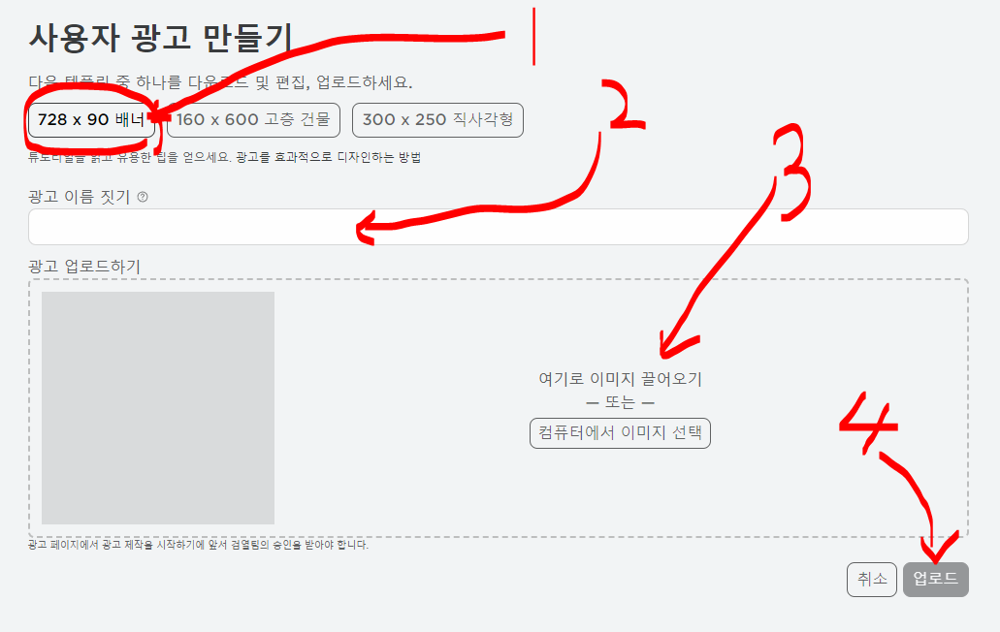 사용자 광고 만들기
1
다음 템플릿 중 하나를 다운로드 및 편집, 업로드하세요.
2
728 x 90 배너
160 x 600 고층 건물
300 x 250 직사각형
튜토리얼을 읽고 유용한 팁을 얻으세요. 광고를 효과적으로 디자인하는 방법
3
광고 이름 짓기 ?
광고 업로드하기
여기로 이미지 끌어오기
— 또는 —
컴퓨터에서 이미지 선택
4
광고 페이지에서 광고 제작을 시작하기에 앞서 검열팀의 승인을 받아야 합니다.
취소
업로드